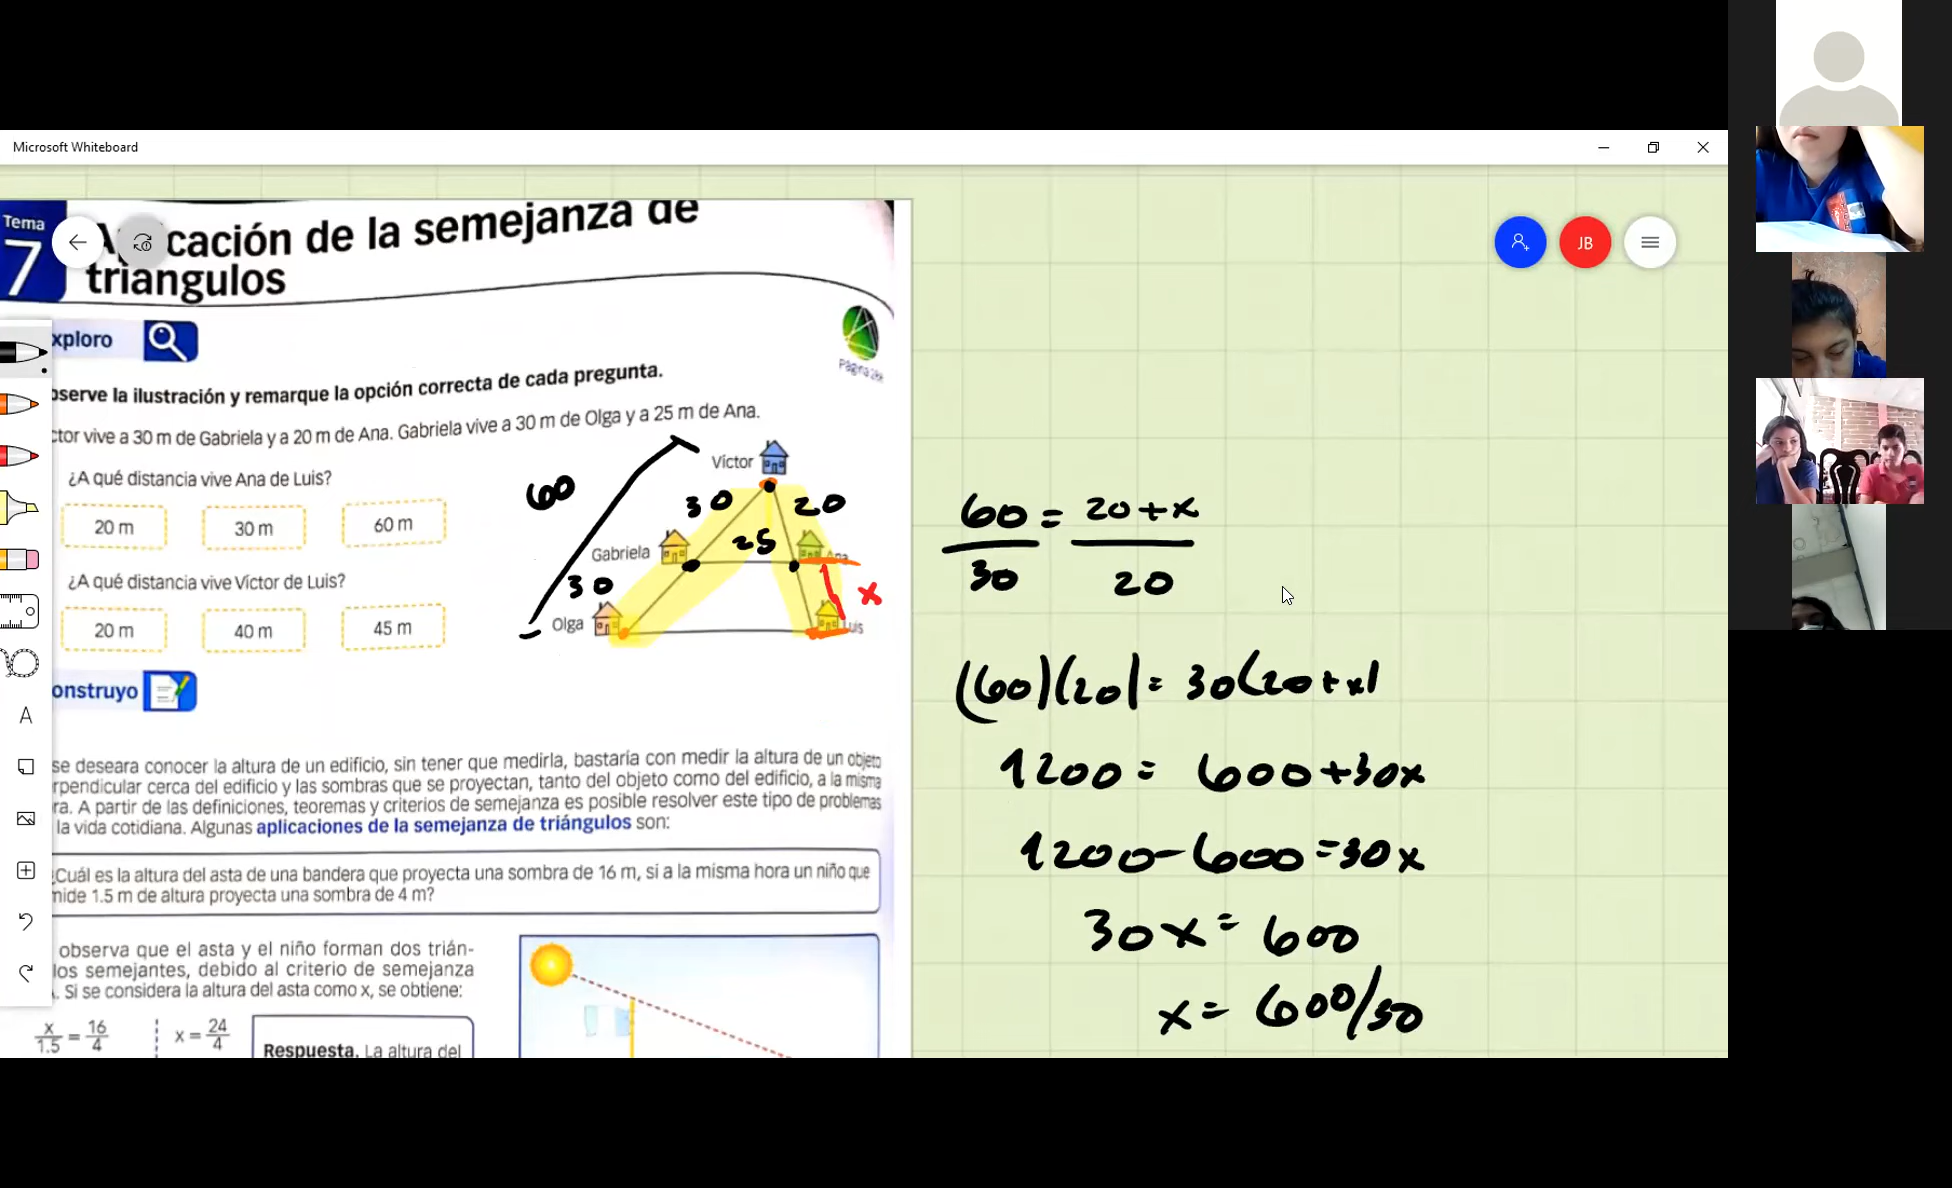 Microsoft Whiteboard
Tema
7
cación de la semejanza de
triangulos
JB
xploro
Página 288
bserve la ilustración y remarque la opción correcta de cada pregunta.
ctor vive a 30 m de Gabriela y a 20 m de Ana. Gabriela vive a 30 m de Olga y a 25 m de Ana.
¿A qué distancia vive Ana de Luis?
20 m
30 m
60 m
¿A qué distancia vive Víctor de Luis?
20 m
40 m
45 m
60
Víctor
30
20
25
Gabriela
Ana
30
x
Olga
Luis
60 = 20+x
30
20
(60)(20)= 30(20+x)
1200 = 600+30x
1200-600=30x
30x = 600
x = 600/30
onstruyo
se deseara conocer la altura de un edificio, sin tener que medirla, bastaría con medir la altura de un objeto
rpendicular cerca del edificio y las sombras que se proyectan, tanto del objeto como del edificio, a la misma
ra. A partir de las definiciones, teoremas y criterios de semejanza es posible resolver este tipo de problemas
la vida cotidiana. Algunas aplicaciones de la semejanza de triángulos son:
¿Cuál es la altura del asta de una bandera que proyecta una sombra de 16 m, si a la misma hora un niño que
mide 1.5 m de altura proyecta una sombra de 4 m?
observa que el asta y el niño forman dos trián-
los semejantes, debido al criterio de semejanza
. Si se considera la altura del asta como x, se obtiene:
x/1.5 = 16/4
x = 24/4
Respuesta. La altura del
A